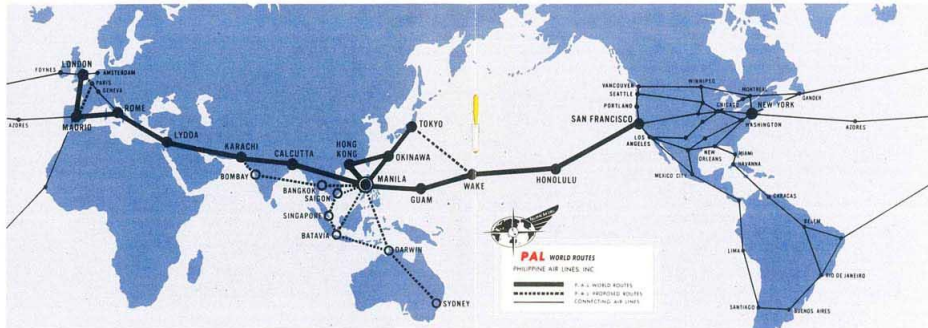 FOYNES
LONDON
AMSTERDAM
PARIS
GENEVA
AZORES
MADRID
ROME
LYDDA
KARACHI
BOMBAY
CALCUTTA
HONG
KONG
BANGKOK
SAIGON
SINGAPORE
BATAVIA
TOKYO
OKINAWA
MANILA
GUAM
WAKE
HONOLULU
DARWIN
SYDNEY
VANCOUVER
SEATTLE
PORTLAND
SAN FRANCISCO
LOS
ANGELES
WINNIPEG
MONTREAL
CHICAGO
NEW YORK
WASHINGTON
GANDER
AZORES
NEW
ORLEANS
MIAMI
HAVANNA
MEXICO CITY
CARACAS
BELEM
LIMA
RIO DE JANEIRO
SANTIAGO
BUENOS AIRES
PAL WORLD ROUTES
PHILIPPINE AIR LINES, INC
P. A. L. WORLD ROUTES
P. A. L. PROPOSED ROUTES
CONNECTING AIR LINES